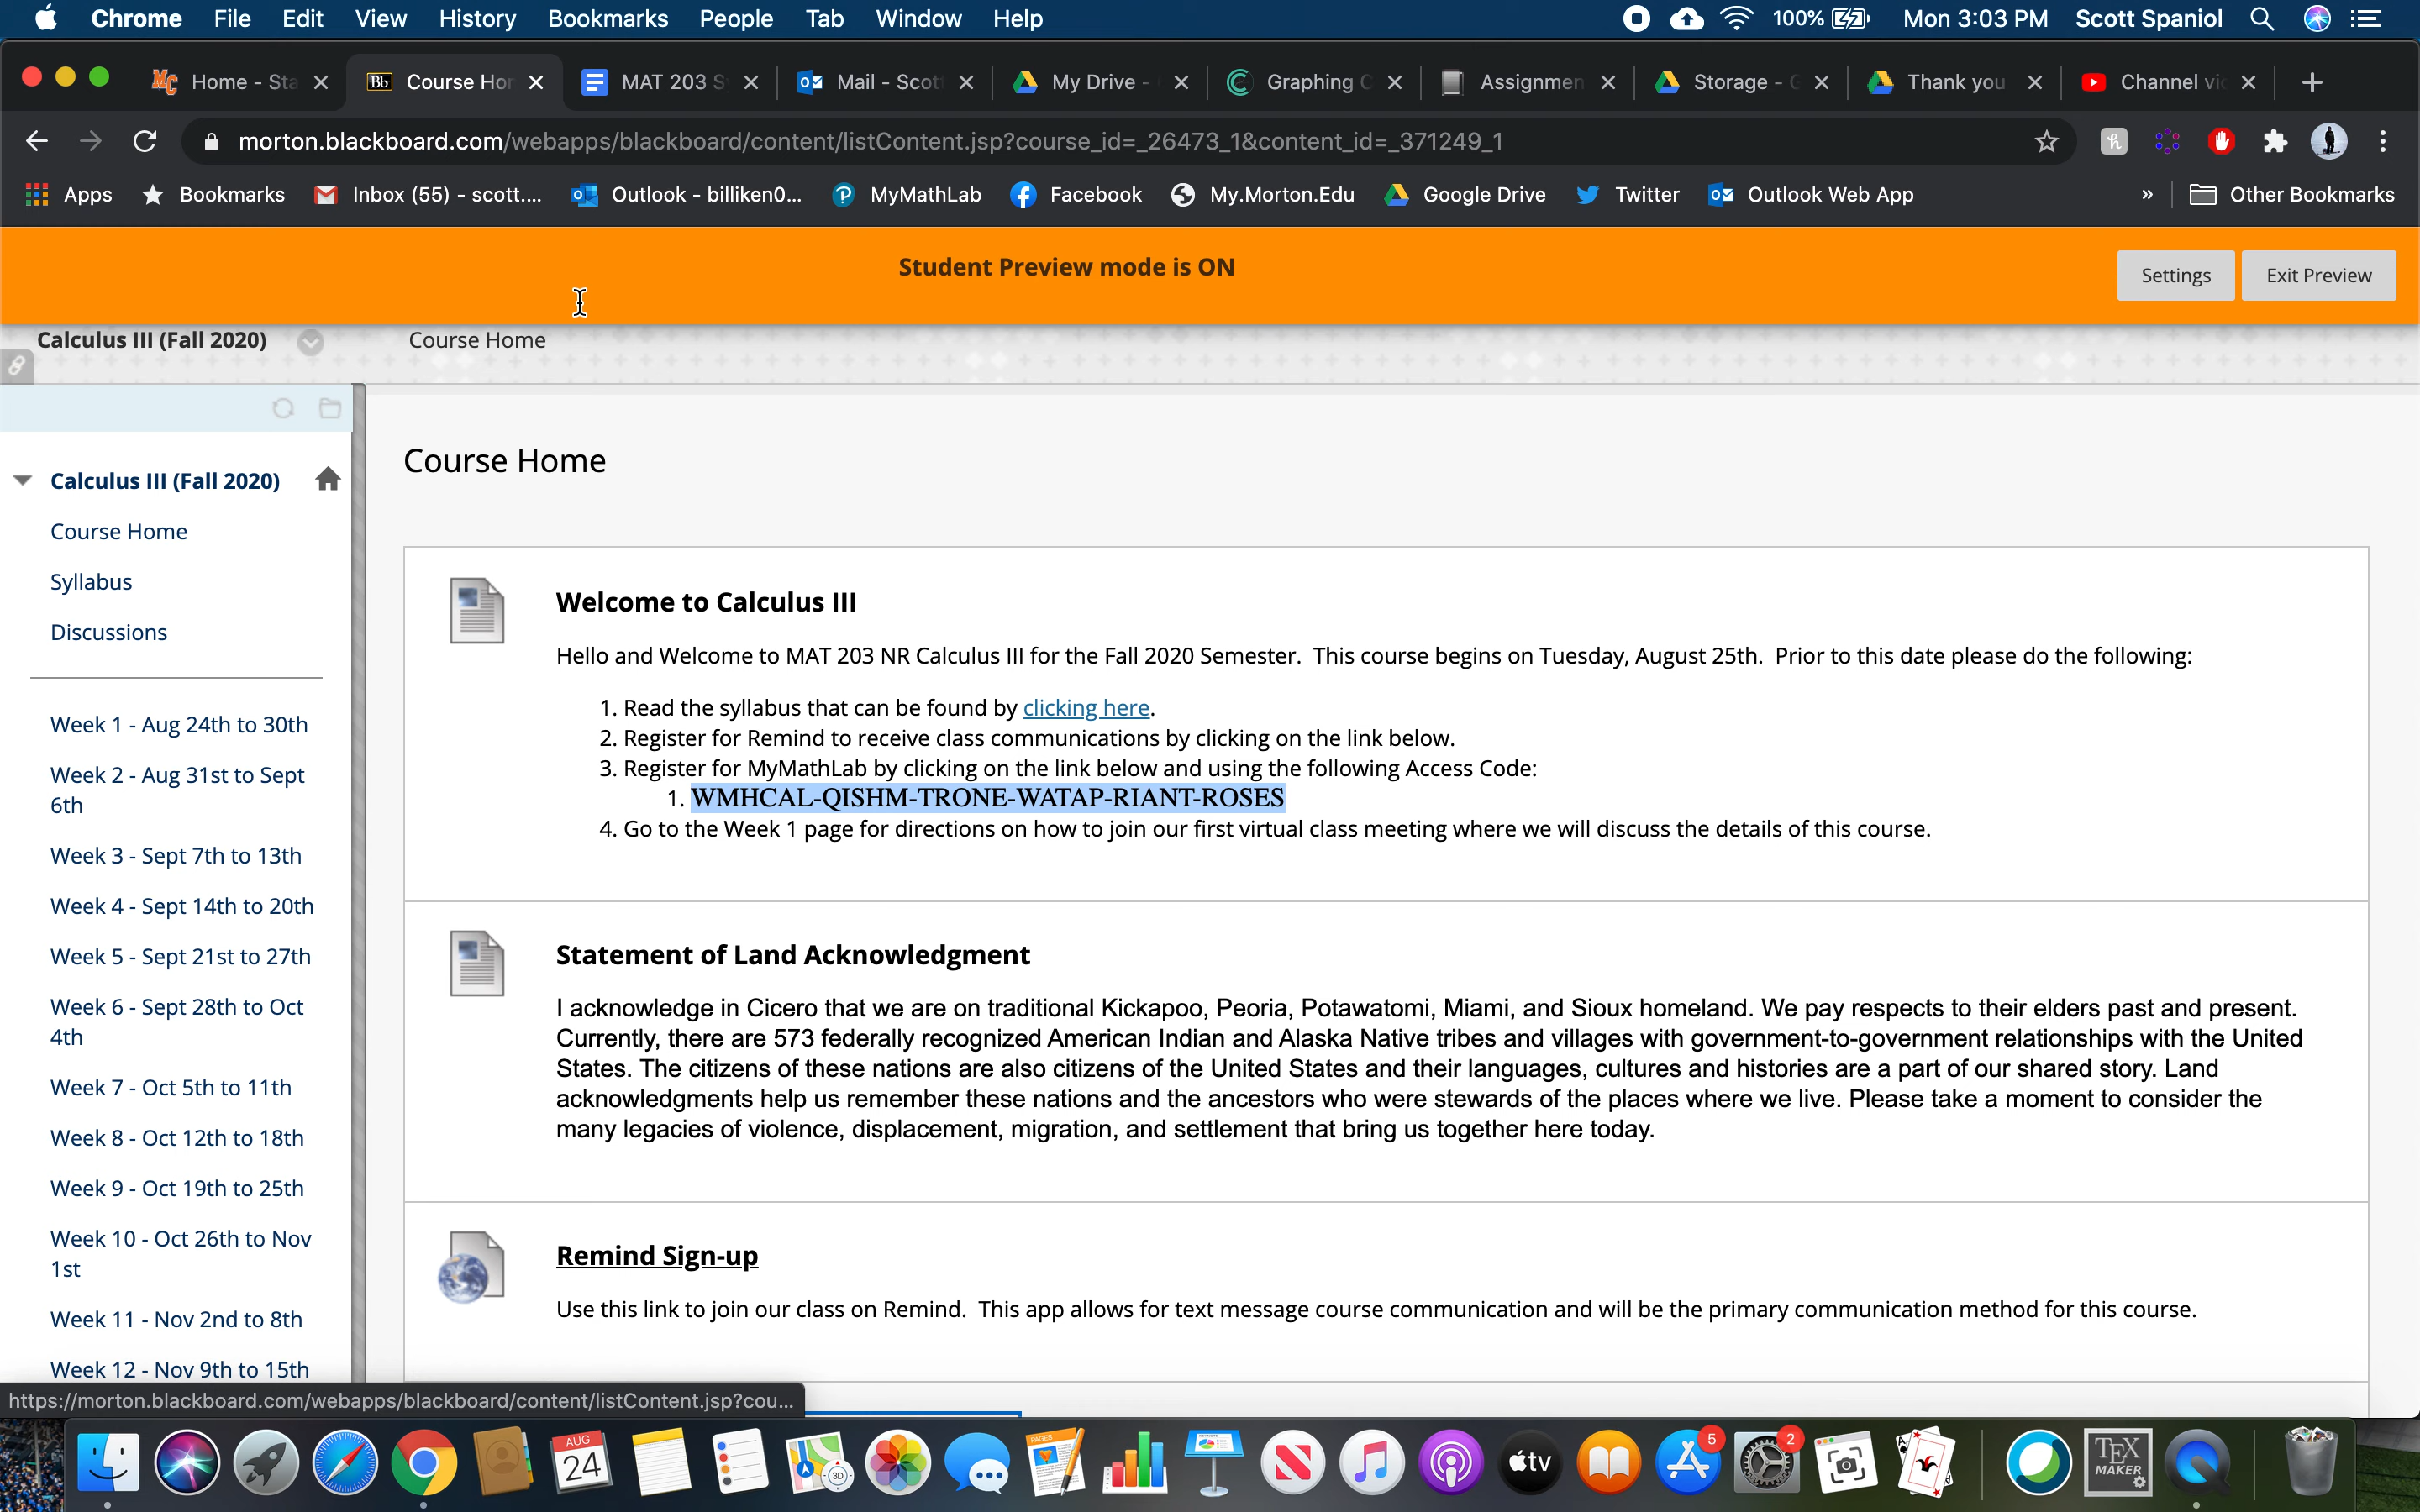 Chrome File Edit View History Bookmarks People Tab Window Help 100% Mon 3:03 PM Scott Spaniol
Home - Sta Course Hor MAT 203 S Mail - Scott My Drive - Graphing C Assignmen Storage - G Thank you Channel vid
morton.blackboard.com/webapps/blackboard/content/listContent.jsp?course_id=_26473_1&content_id=_371249_1
Apps Bookmarks Inbox (55) - scott.... Outlook - billiken0... MyMathLab Facebook My.Morton.Edu Google Drive Twitter Outlook Web App » Other Bookmarks
Student Preview mode is ON
Settings Exit Preview
Calculus III (Fall 2020) Course Home
Calculus III (Fall 2020)
Course Home
Syllabus
Discussions
Week 1 - Aug 24th to 30th
Week 2 - Aug 31st to Sept
6th
Week 3 - Sept 7th to 13th
Week 4 - Sept 14th to 20th
Week 5 - Sept 21st to 27th
Week 6 - Sept 28th to Oct
4th
Week 7 - Oct 5th to 11th
Week 8 - Oct 12th to 18th
Week 9 - Oct 19th to 25th
Week 10 - Oct 26th to Nov
1st
Week 11 - Nov 2nd to 8th
Week 12 - Nov 9th to 15th
Course Home
Welcome to Calculus III
Hello and Welcome to MAT 203 NR Calculus III for the Fall 2020 Semester. This course begins on Tuesday, August 25th. Prior to this date please do the following:
1. Read the syllabus that can be found by clicking here.
2. Register for Remind to receive class communications by clicking on the link below.
3. Register for MyMathLab by clicking on the link below and using the following Access Code:
1. WMHCAL-QISHM-TRONE-WATAP-RIANT-ROSES
4. Go to the Week 1 page for directions on how to join our first virtual class meeting where we will discuss the details of this course.
Statement of Land Acknowledgment
I acknowledge in Cicero that we are on traditional Kickapoo, Peoria, Potawatomi, Miami, and Sioux homeland. We pay respects to their elders past and present.
Currently, there are 573 federally recognized American Indian and Alaska Native tribes and villages with government-to-government relationships with the United
States. The citizens of these nations are also citizens of the United States and their languages, cultures and histories are a part of our shared story. Land
acknowledgments help us remember these nations and the ancestors who were stewards of the places where we live. Please take a moment to consider the
many legacies of violence, displacement, migration, and settlement that bring us together here today.
Remind Sign-up
Use this link to join our class on Remind. This app allows for text message course communication and will be the primary communication method for this course.
https://morton.blackboard.com/webapps/blackboard/content/listContent.jsp?cou...
AUG
24
PAGES
3D
tv
5
2
TEX
MAKER